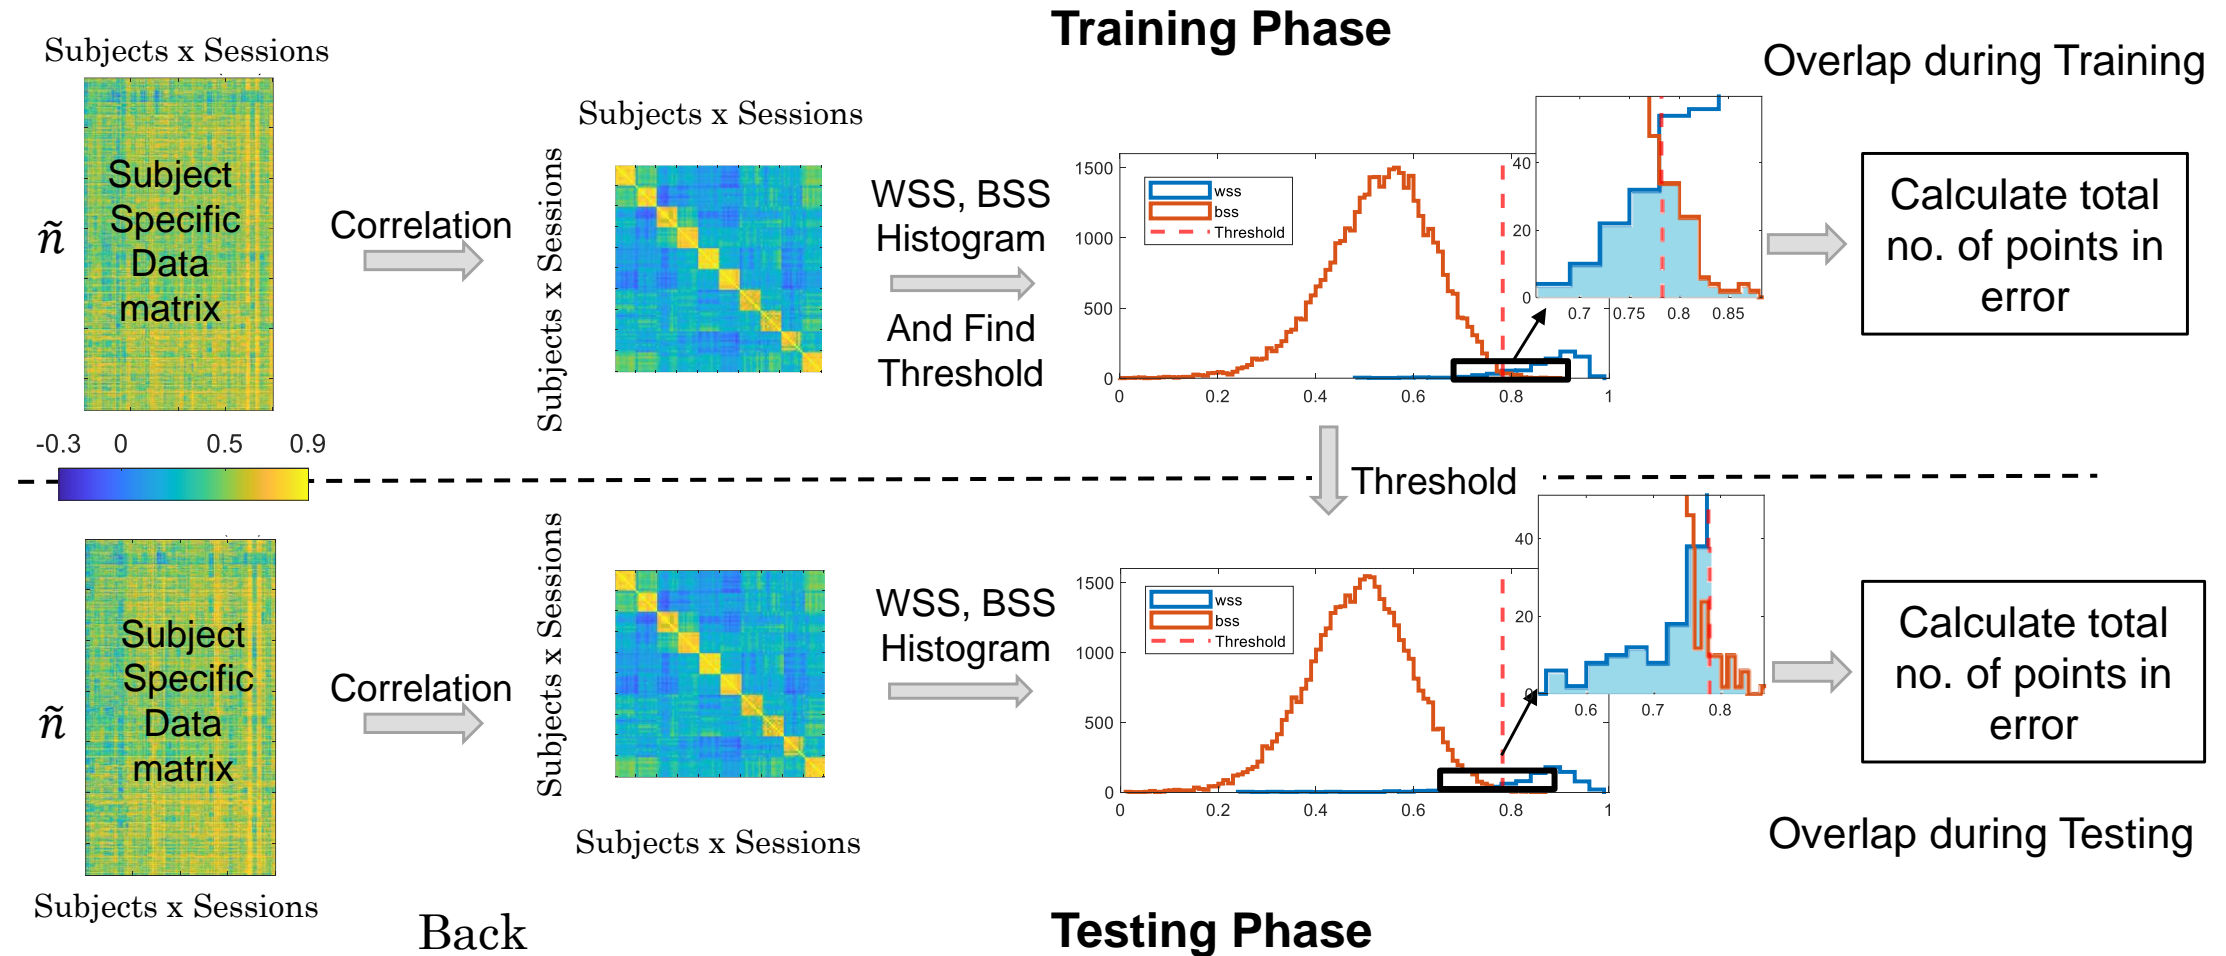 Training Phase
Subjects x Sessions
Overlap during Training
Subjects x Sessions
Subject
Specific
Data
matrix
ñ
Correlation
Subjects x Sessions
WSS, BSS
Histogram
And Find
Threshold
1500
1000
500
0
0
0.2
0.4
0.6
0.8
1
wss
bss
Threshold
40
20
0
0.7
0.75
0.8
0.85
Calculate total
no. of points in
error
-0.3
0
0.5
0.9
Threshold
Subject
Specific
Data
matrix
ñ
Subjects x Sessions
Correlation
Subjects x Sessions
Subjects x Sessions
WSS, BSS
Histogram
1500
1000
500
0
0
0.2
0.4
0.6
0.8
1
wss
bss
Threshold
40
20
0
0.6
0.7
0.8
Calculate total
no. of points in
error
Overlap during Testing
Back
Testing Phase